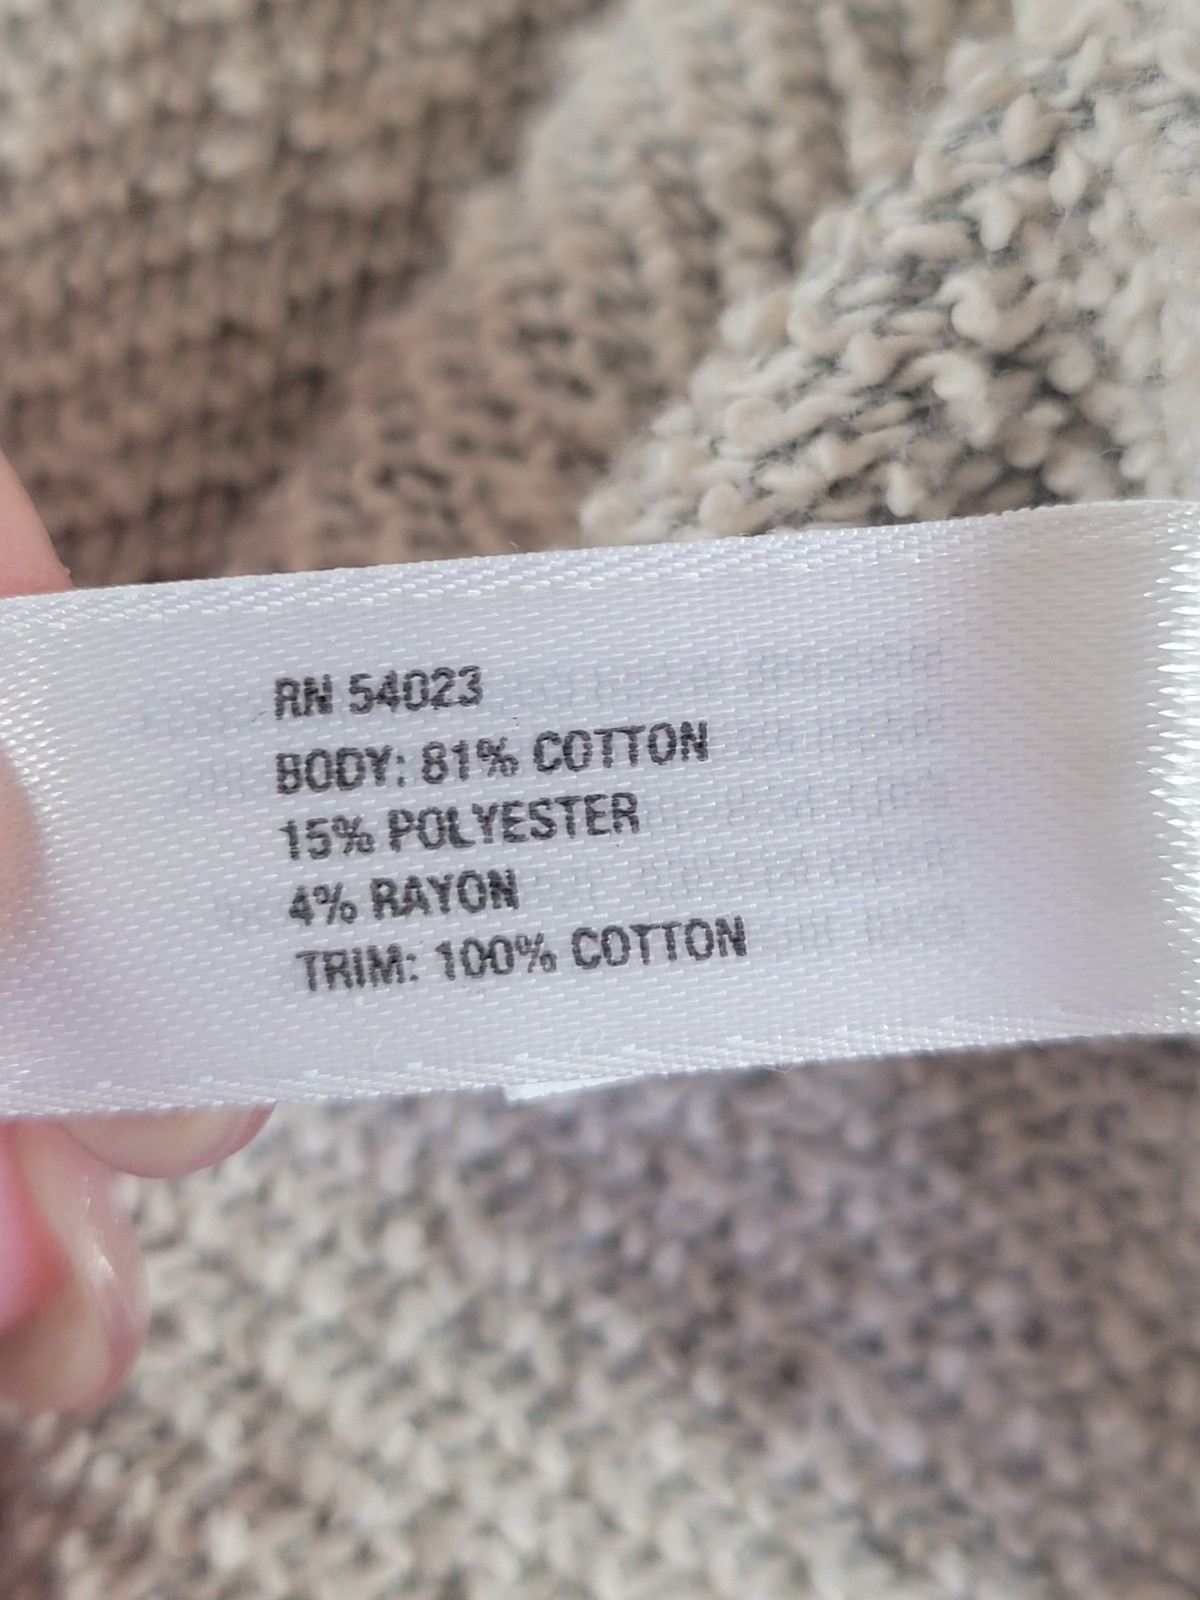 RN 54023
BODY: 81% COTTON
15% POLYESTER
4% RAYON
TRIM: 100% COTTON